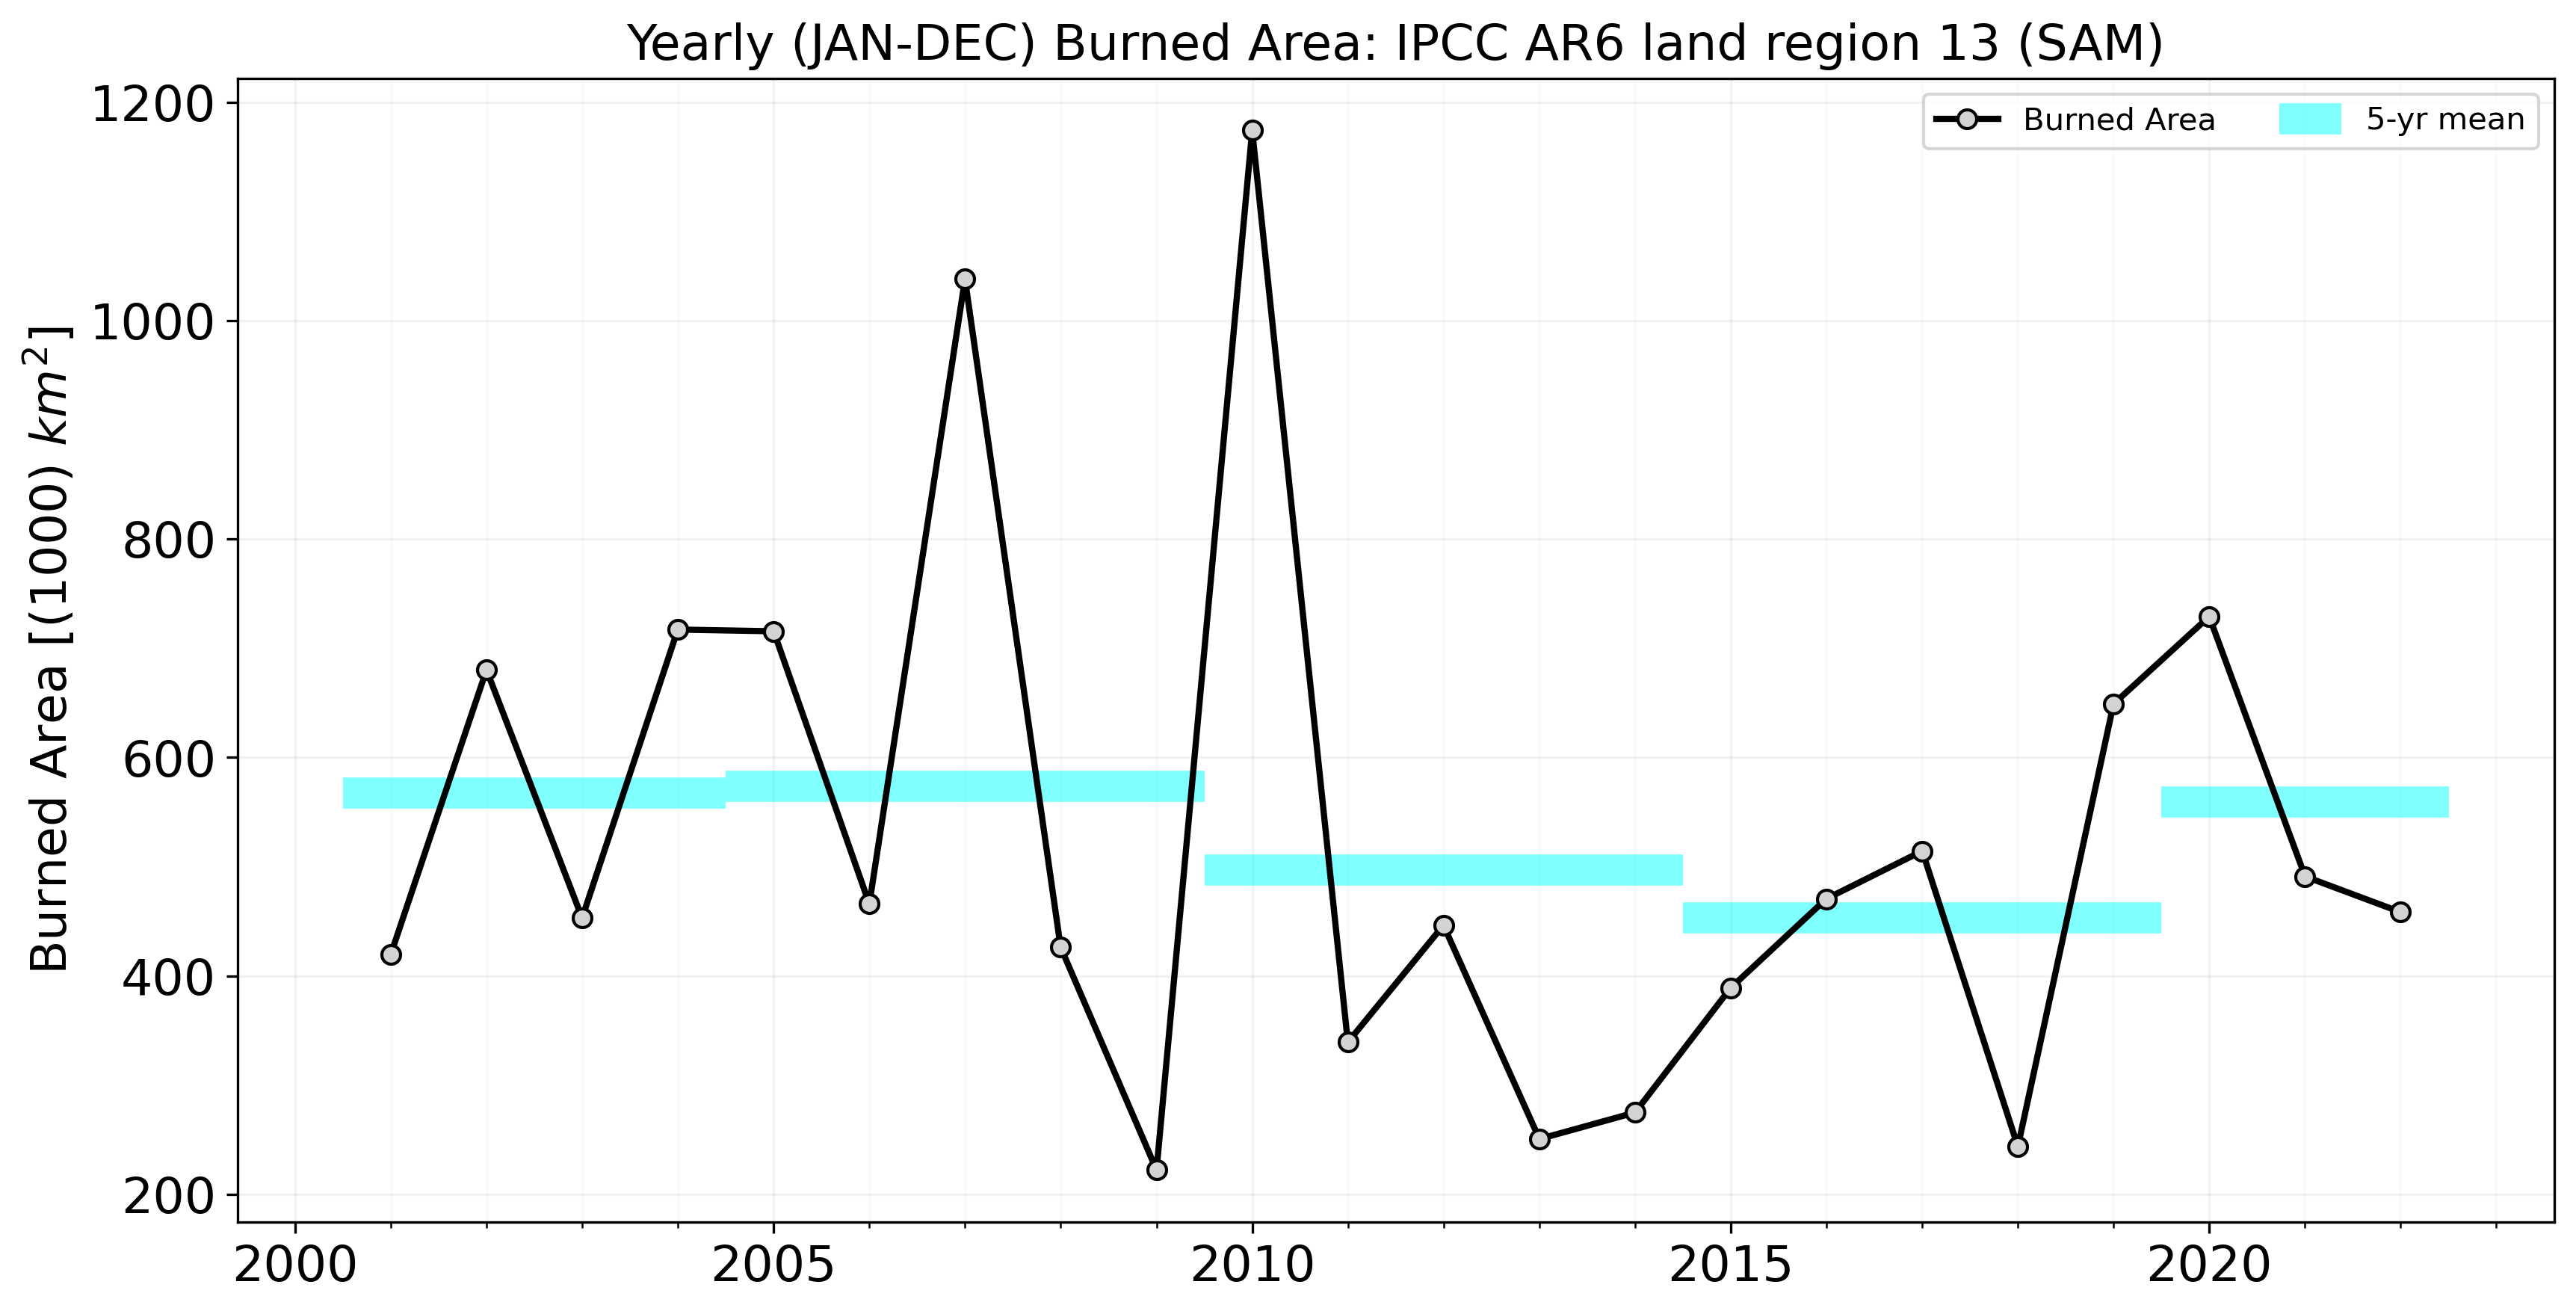 Yearly (JAN-DEC) Burned Area: IPCC AR6 land region 13 (SAM)
Burned Area 5-yr mean
Burned Area [(1000) km²]
1200
1000
800
600
400
200
2000 2005 2010 2015 2020